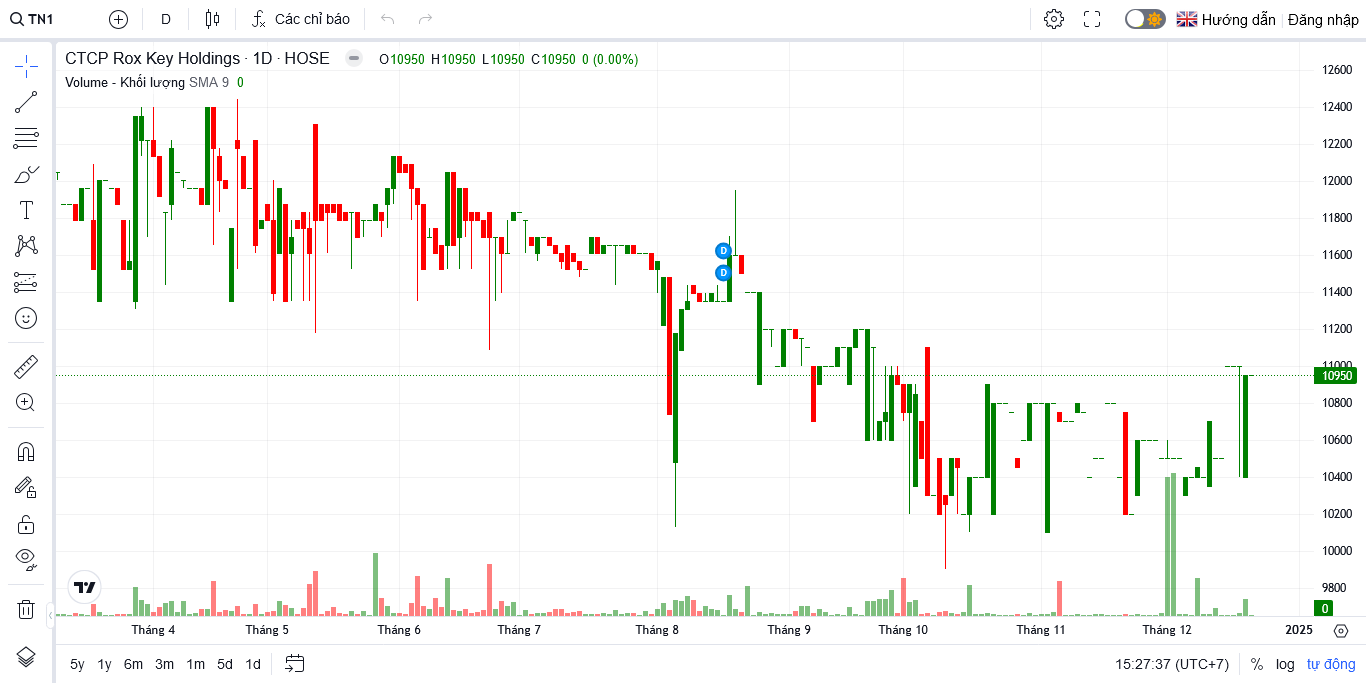 TN1 D Các chỉ báo Hướng dẫn Đăng nhập
CTCP Rox Key Holdings · 1D · HOSE O10950 H10950 L10950 C10950 0 (0.00%)
Volume - Khối lượng SMA 9 0
12600
12400
12200
12000
11800
11600
11400
11200
11000
10950
10800
10600
10400
10200
10000
9800
0
D
D
Tháng 4 Tháng 5 Tháng 6 Tháng 7 Tháng 8 Tháng 9 Tháng 10 Tháng 11 Tháng 12 2025
5y 1y 6m 3m 1m 5d 1d 15:27:37 (UTC+7) % log tự động